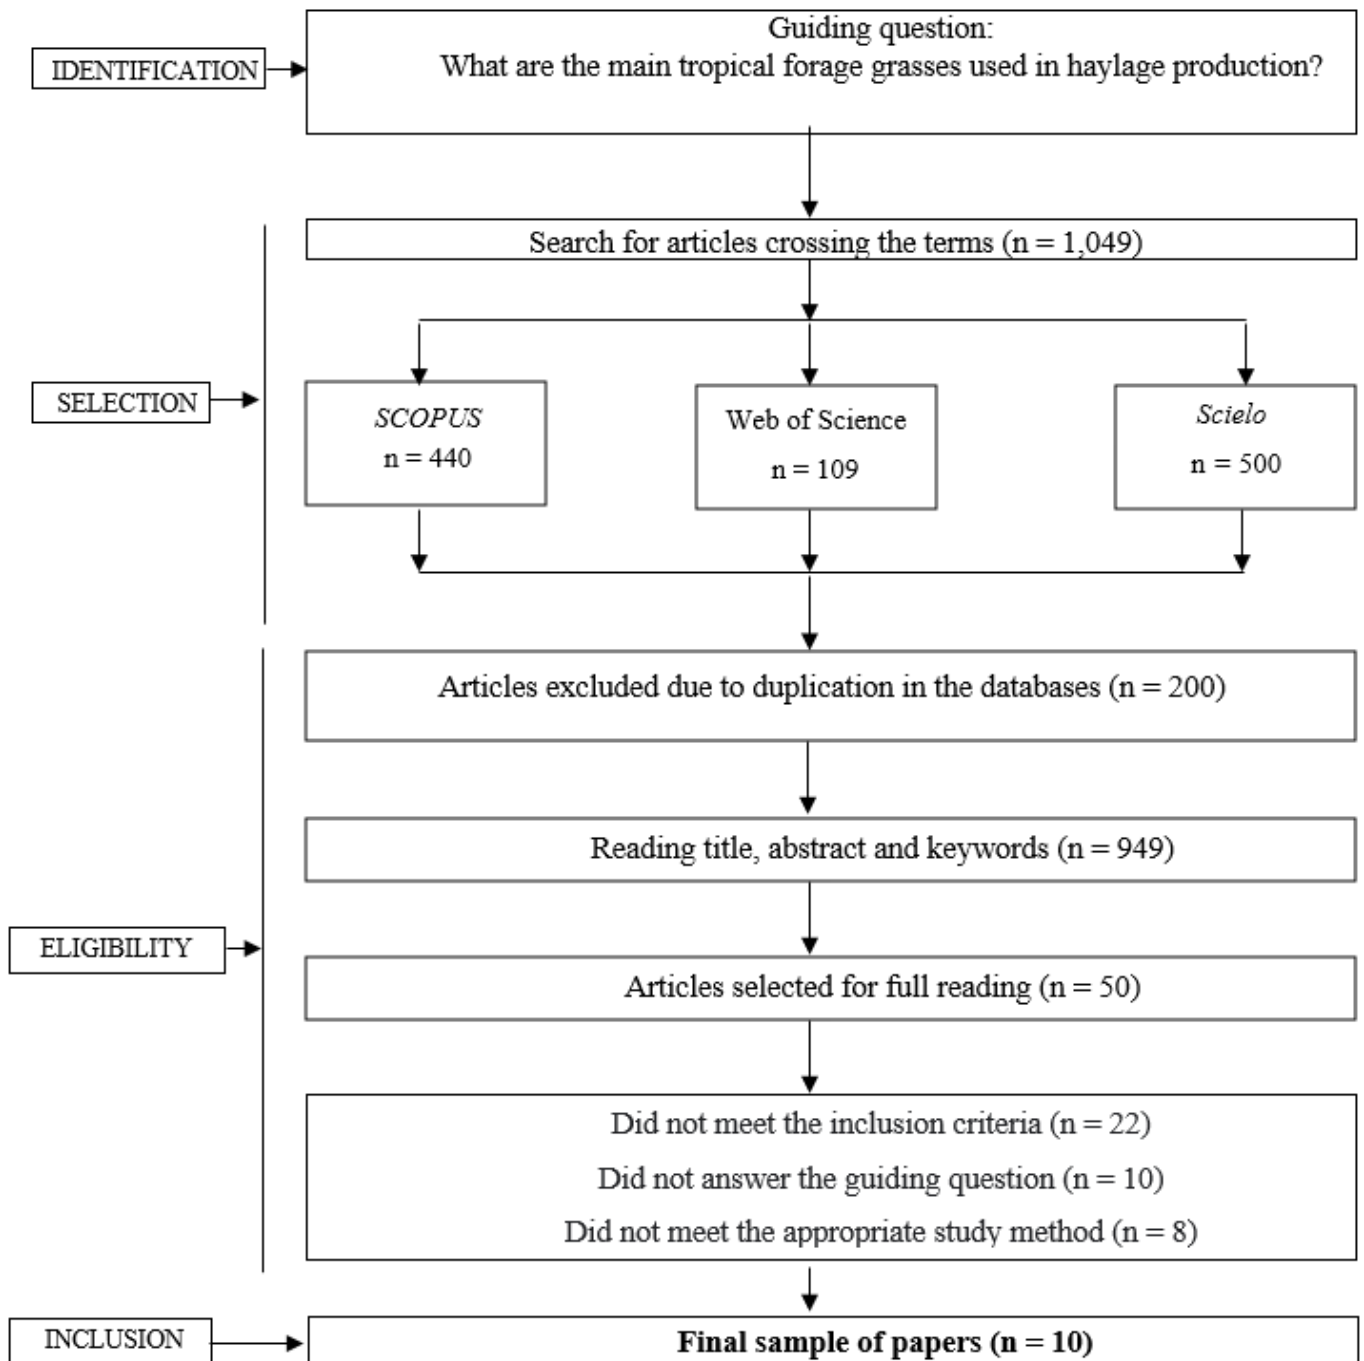 Guiding question:
What are the main tropical forage grasses used in haylage production?
IDENTIFICATION
Search for articles crossing the terms (n = 1,049)
SELECTION
SCOPUS
n = 440
Web of Science
n = 109
Scielo
n = 500
Articles excluded due to duplication in the databases (n = 200)
Reading title, abstract and keywords (n = 949)
ELIGIBILITY
Articles selected for full reading (n = 50)
Did not meet the inclusion criteria (n = 22)
Did not answer the guiding question (n = 10)
Did not meet the appropriate study method (n = 8)
INCLUSION
Final sample of papers (n = 10)